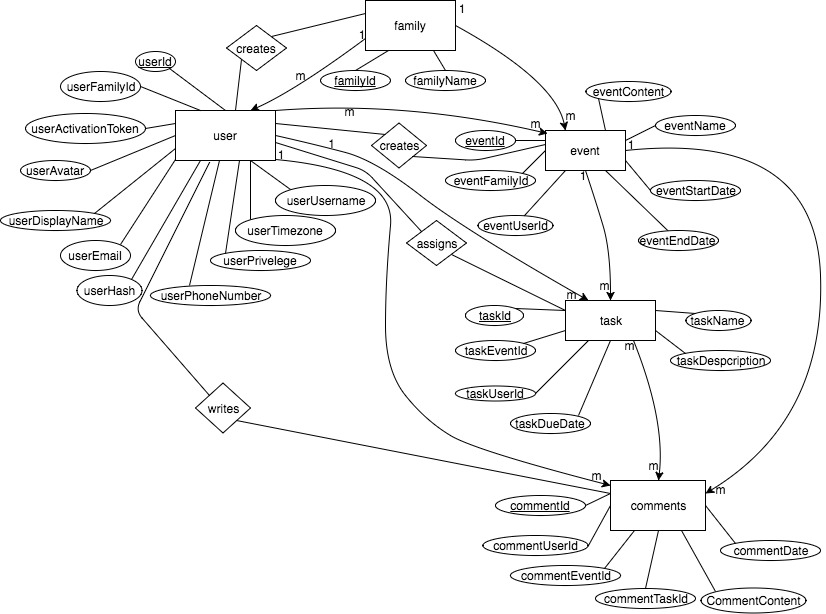 1
family
creates
1
userId
m
familyId
familyName
userFamilyId
eventContent
m
m
m
userActivationToken
user
eventName
eventId
1
creates
1
event
1
userAvatar
eventFamilyId
1
eventStartDate
userUsername
userDisplayName
eventUserId
userTimezone
assigns
eventEndDate
userEmail
userPrivelege
userHash
m
m
userPhoneNumber
taskId
task
taskName
m
taskEventId
taskDespcription
taskUserId
writes
taskDueDate
m
m
m
commentId
comments
commentUserId
commentDate
commentEventId
commentTaskId
CommentContent